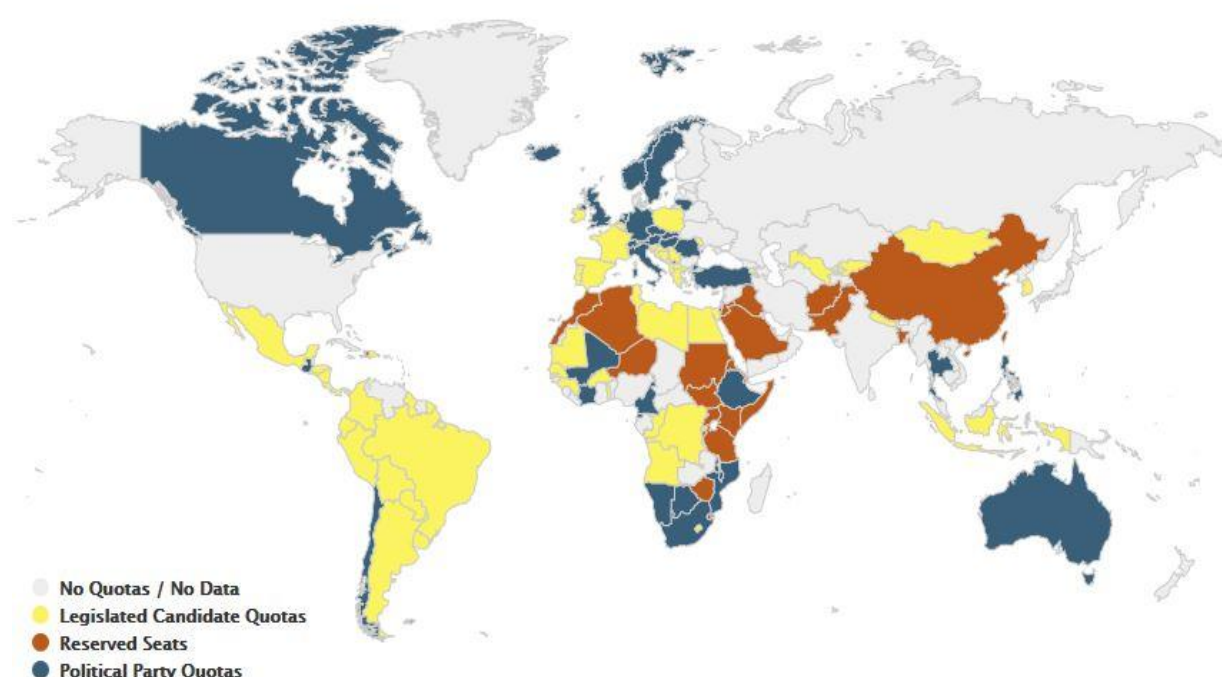 No Quotas / No Data
Legislated Candidate Quotas
Reserved Seats
Political Party Quotas